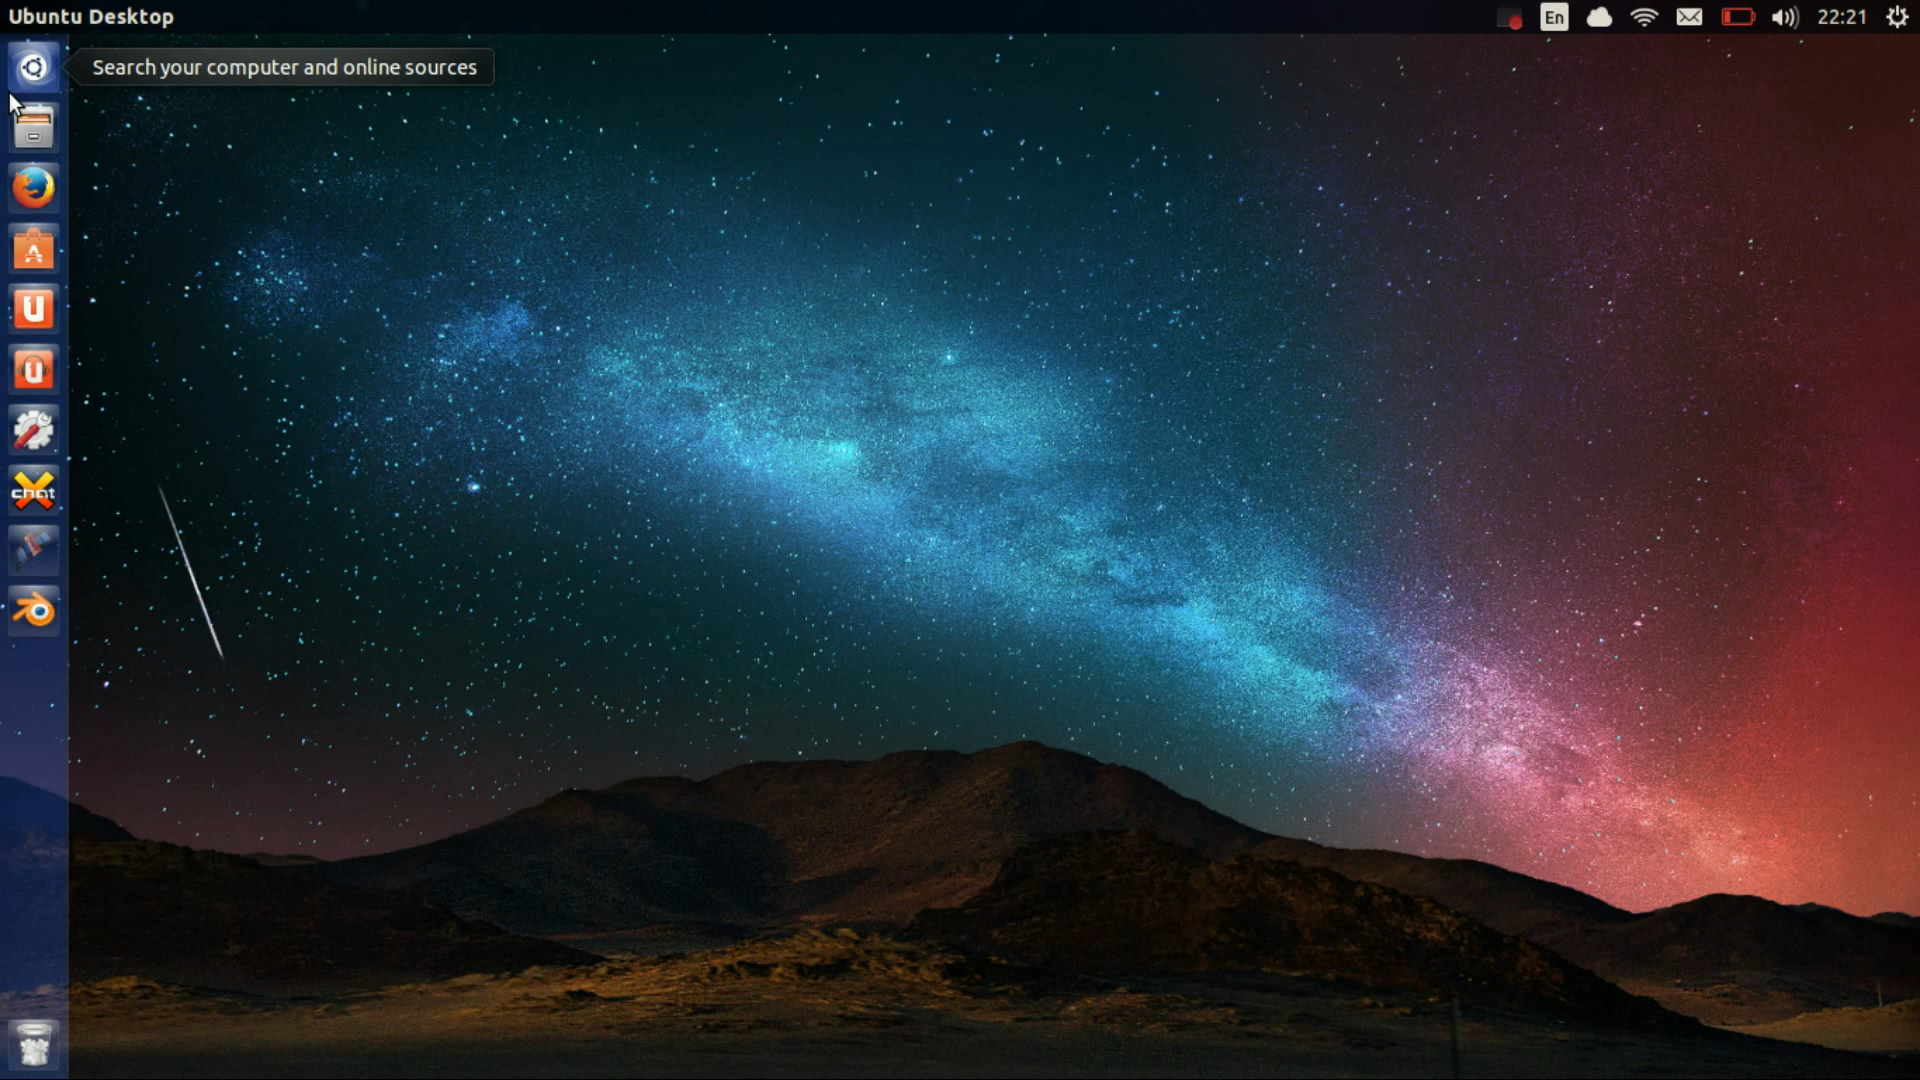 Ubuntu Desktop
En
22:21
Search your computer and online sources
A
U
U
chat